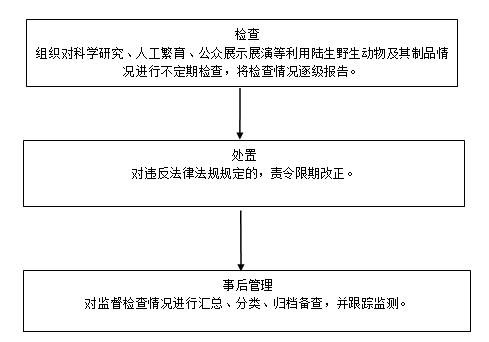 检查
组织对科学研究、人工繁育、公众展示展演等利用陆生野生动物及其制品情
况进行不定期检查，将检查情况逐级报告。
处置
对违反法律法规规定的，责令限期改正。
事后管理
对监督检查情况进行汇总、分类、归档备查，并跟踪监测。